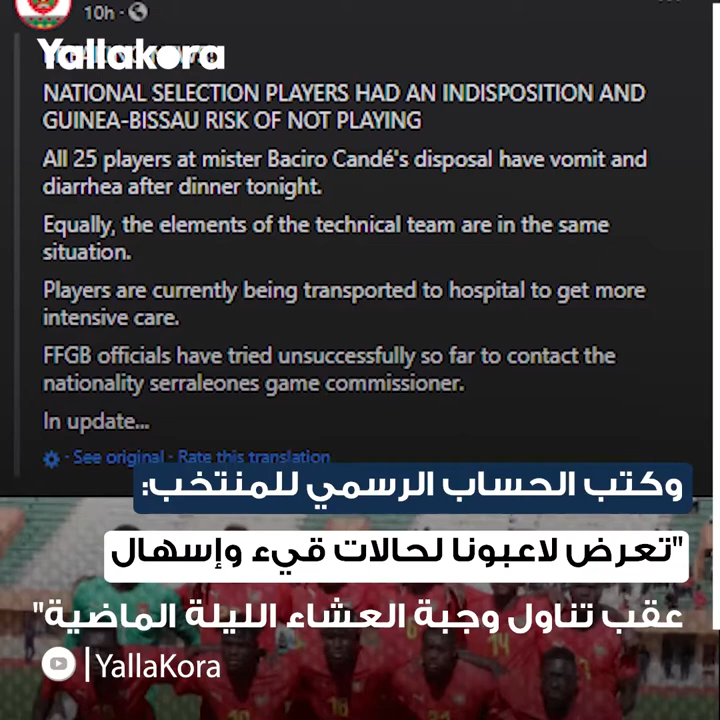 10h ·
Yallakora
NATIONAL SELECTION PLAYERS HAD AN INDISPOSITION AND
GUINEA-BISSAU RISK OF NOT PLAYING
All 25 players at mister Baciro Candé's disposal have vomit and
diarrhea after dinner tonight.
Equally, the elements of the technical team are in the same
situation.
Players are currently being transported to hospital to get more
intensive care.
FFGB officials have tried unsuccessfully so far to contact the
nationality serraleones game commissioner.
In update...
· See original · Rate this translation
وكتب الحساب الرسمي للمنتخب:
"تعرض لاعبونا لحالات قيء وإسهال
عقب تناول وجبة العشاء الليلة الماضية"
| YallaKora